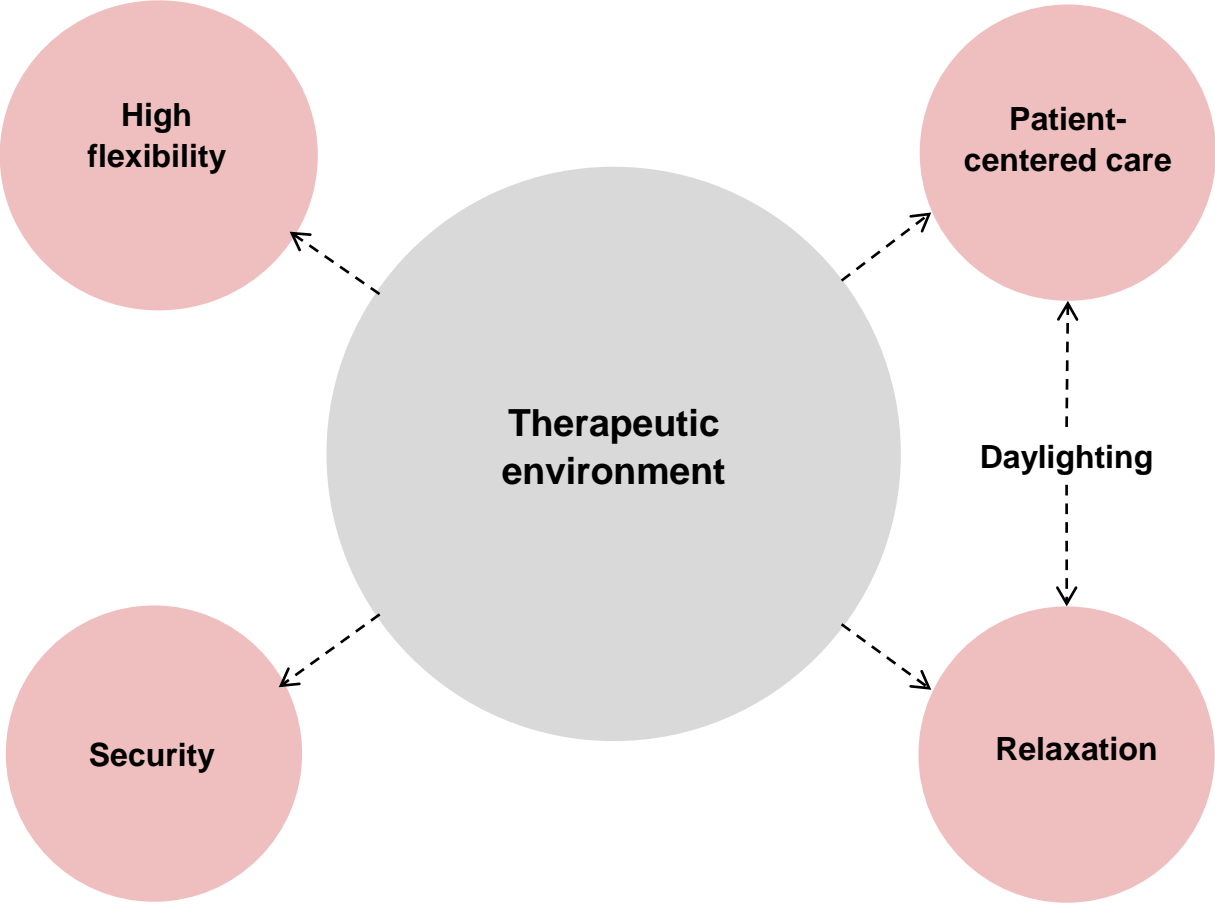 High
flexibility
Patient-
centered care
Therapeutic
environment
Daylighting
Security
Relaxation